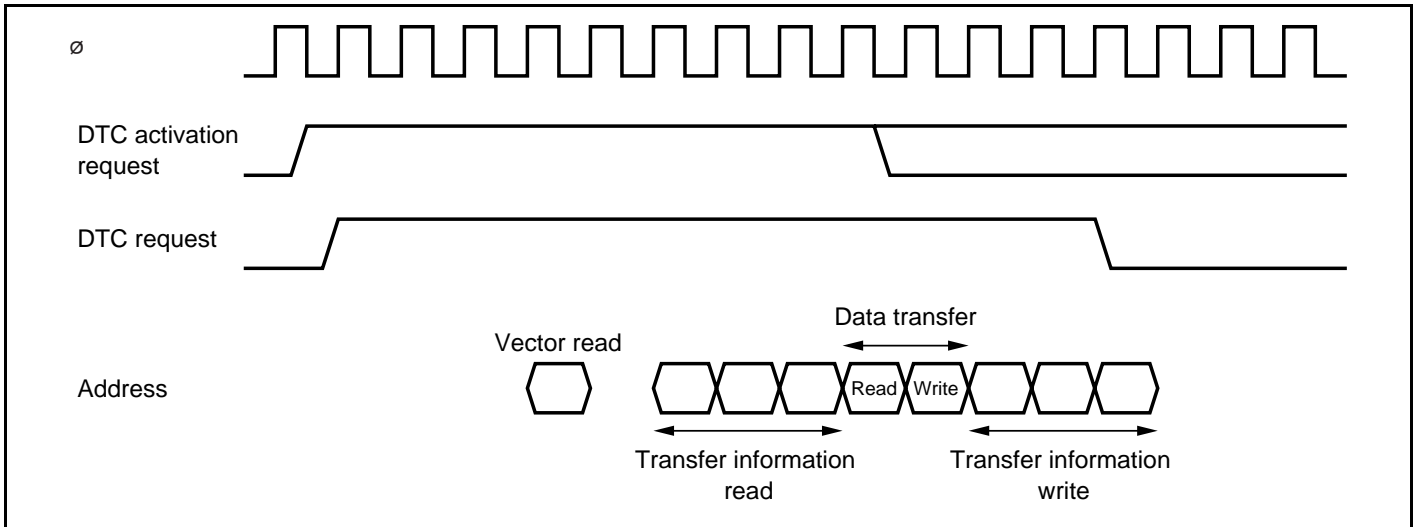 ø
DTC activation
request
DTC request
Data transfer
Vector read
Address
Read
Write
Transfer information
read
Transfer information
write